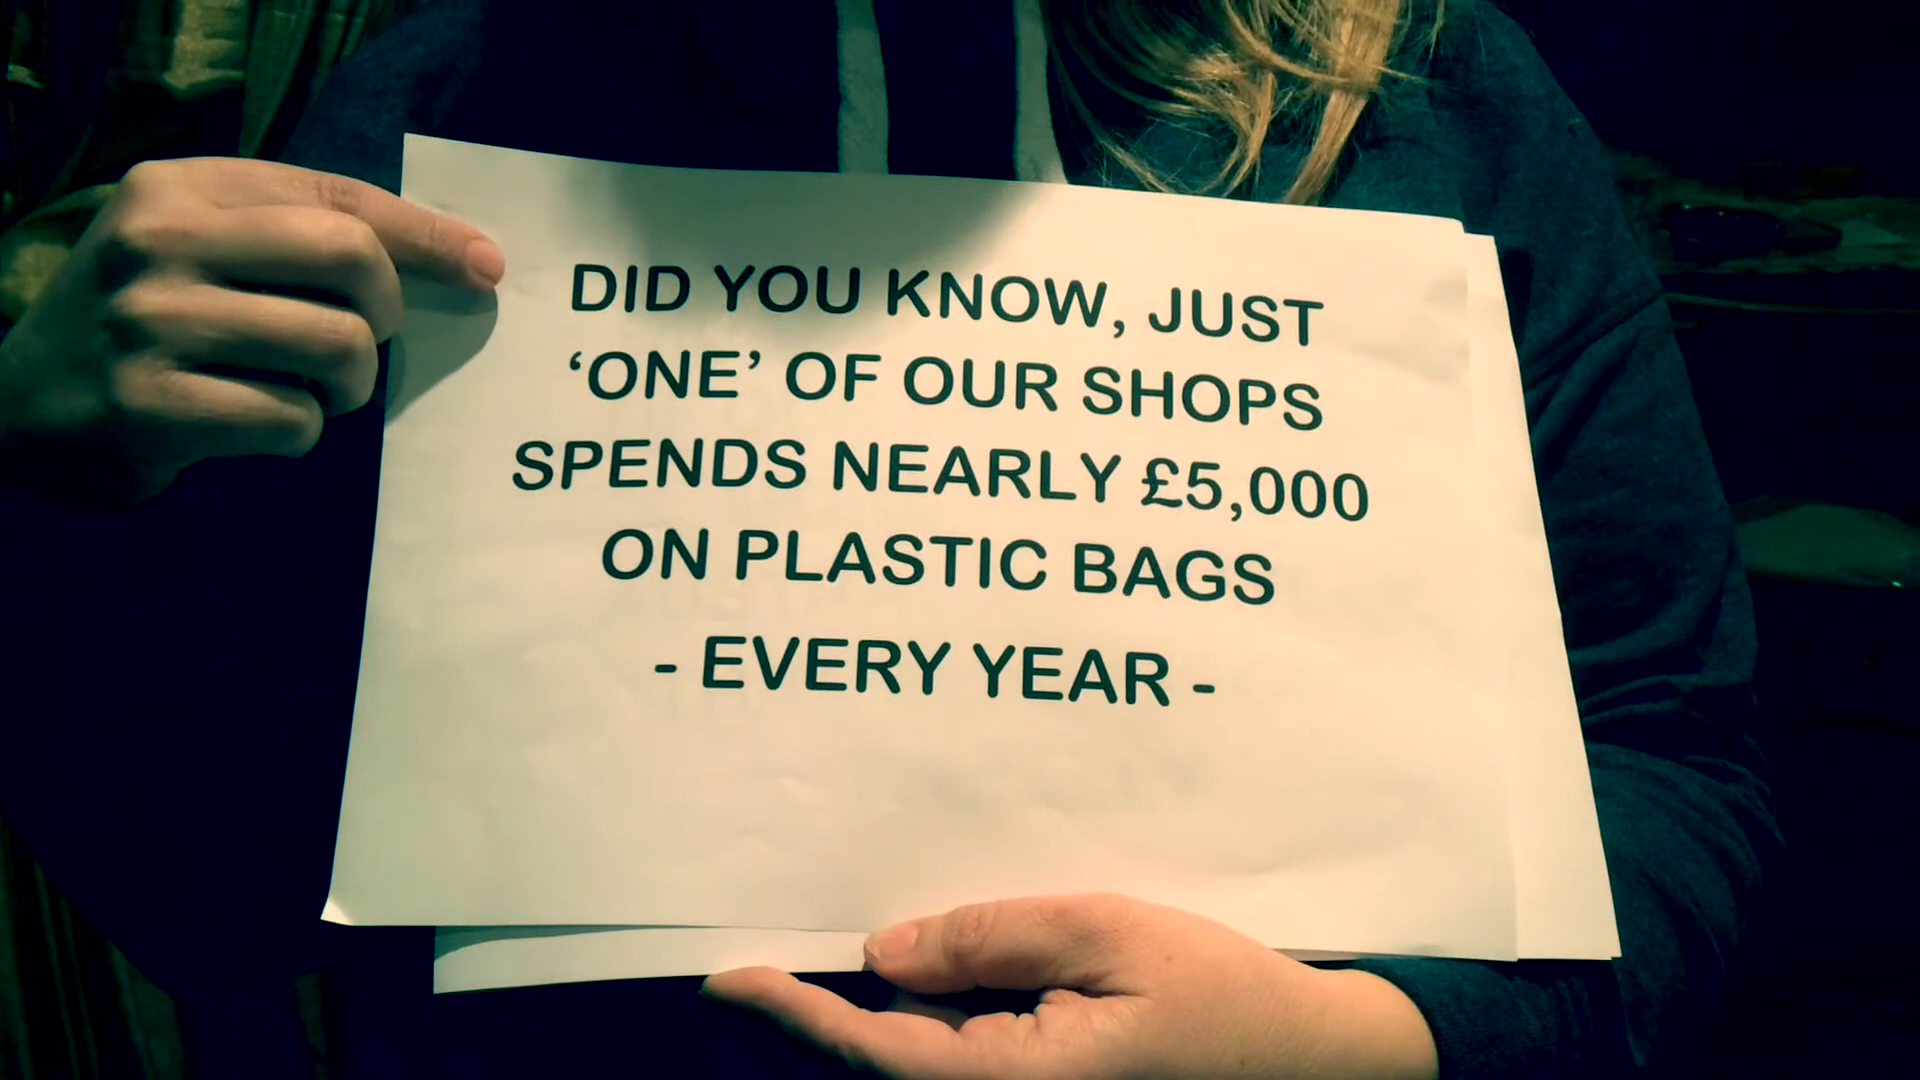 DID YOU KNOW, JUST
‘ONE’ OF OUR SHOPS
SPENDS NEARLY £5,000
ON PLASTIC BAGS
- EVERY YEAR -